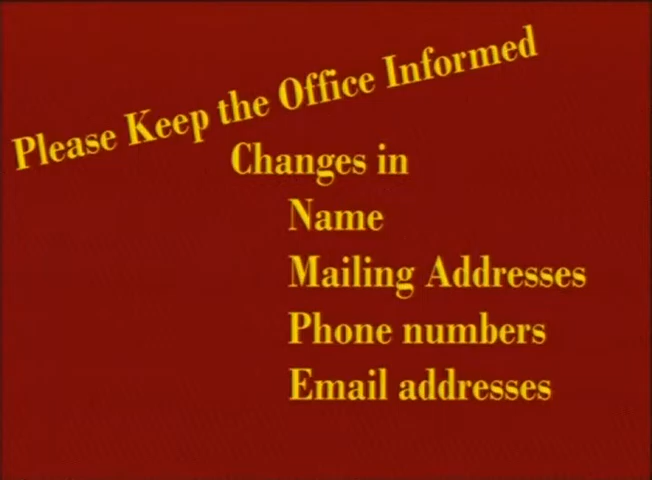 Please Keep the Office Informed
Changes in
Name
Mailing Addresses
Phone numbers
Email addresses